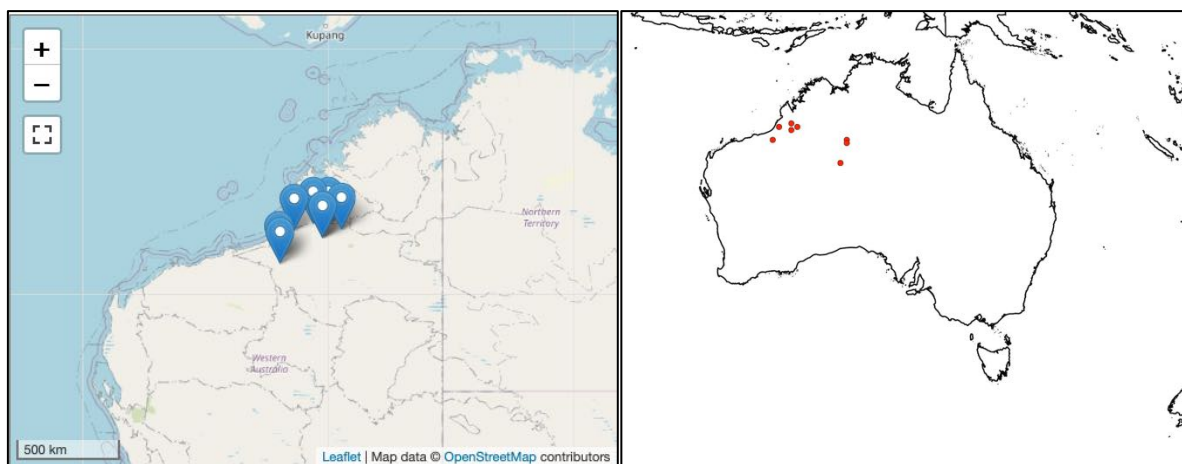 +
−
Kupang
Northern
Territory
Western
Australia
500 km
Leaflet | Map data © OpenStreetMap contributors